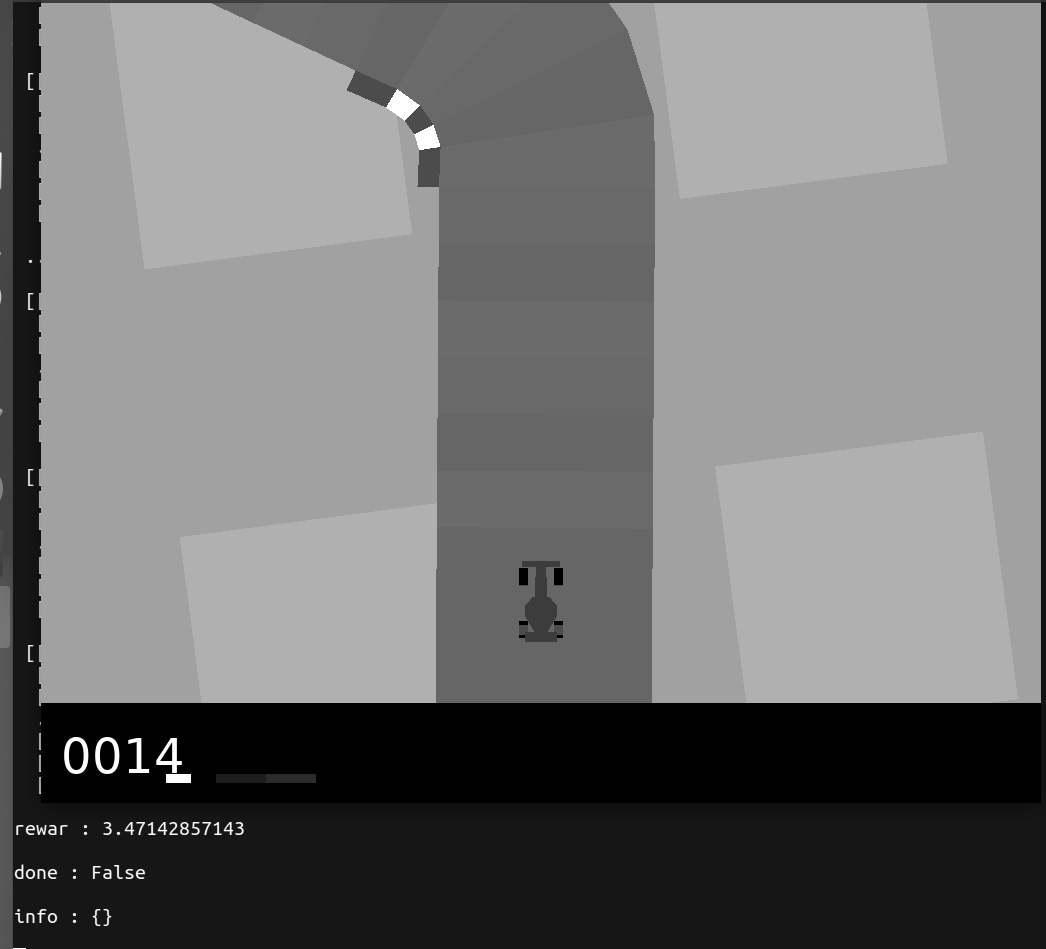 [[
..
[[
[[
[[
0014
rewar : 3.47142857143
done : False
info : {}